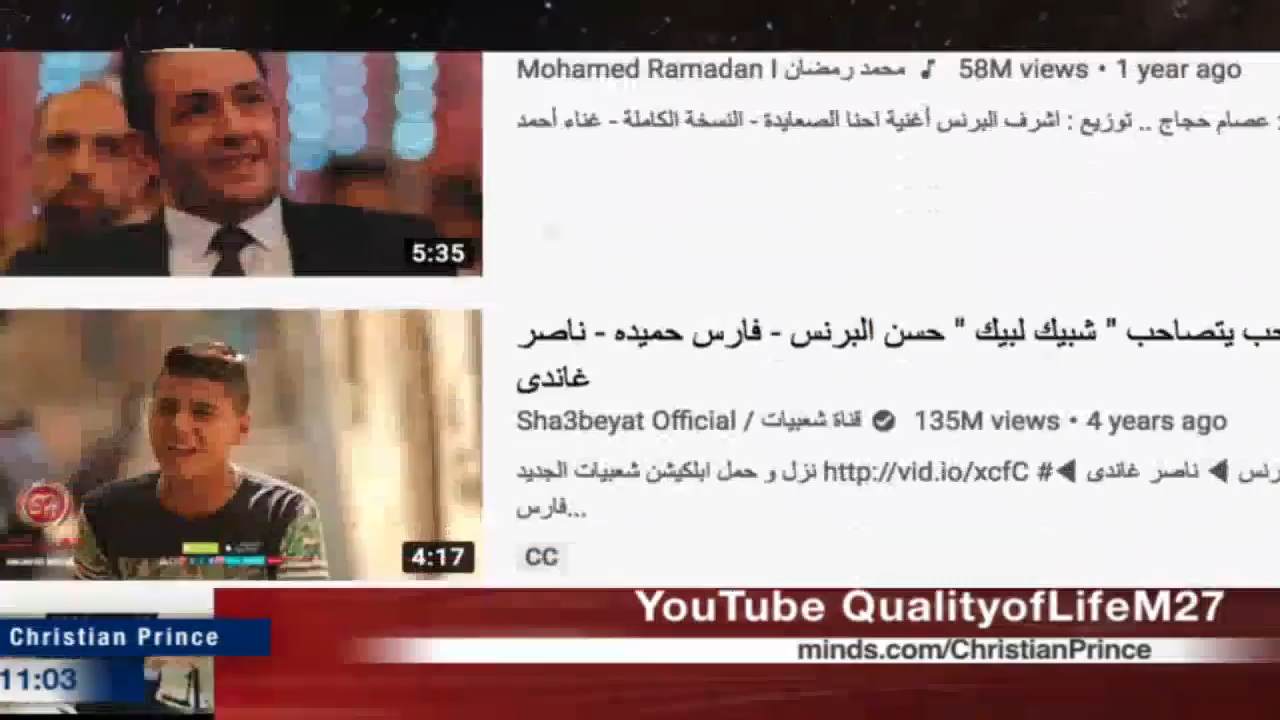 Mohamed Ramadan I محمد رمضان ♪ 58M views • 1 year ago
: عصام حجاج .. توزيع : اشرف البرنس أغنية احنا الصعايدة - النسخة الكاملة - غناء أحمد
5:35
يتصاحب " شبيك لبيك " حسن البرنس - فارس حميده - ناصر
غاندى
Sha3beyat Official / قناة شعبيات 135M views • 4 years ago
ناصر غاندى ◀# http://vid.io/xcfC نزل و حمل ابلكيشن شعبيات الجديد
فارس...
4:17
CC
YouTube QualityofLifeM27
Christian Prince
minds.com/ChristianPrince
11:03